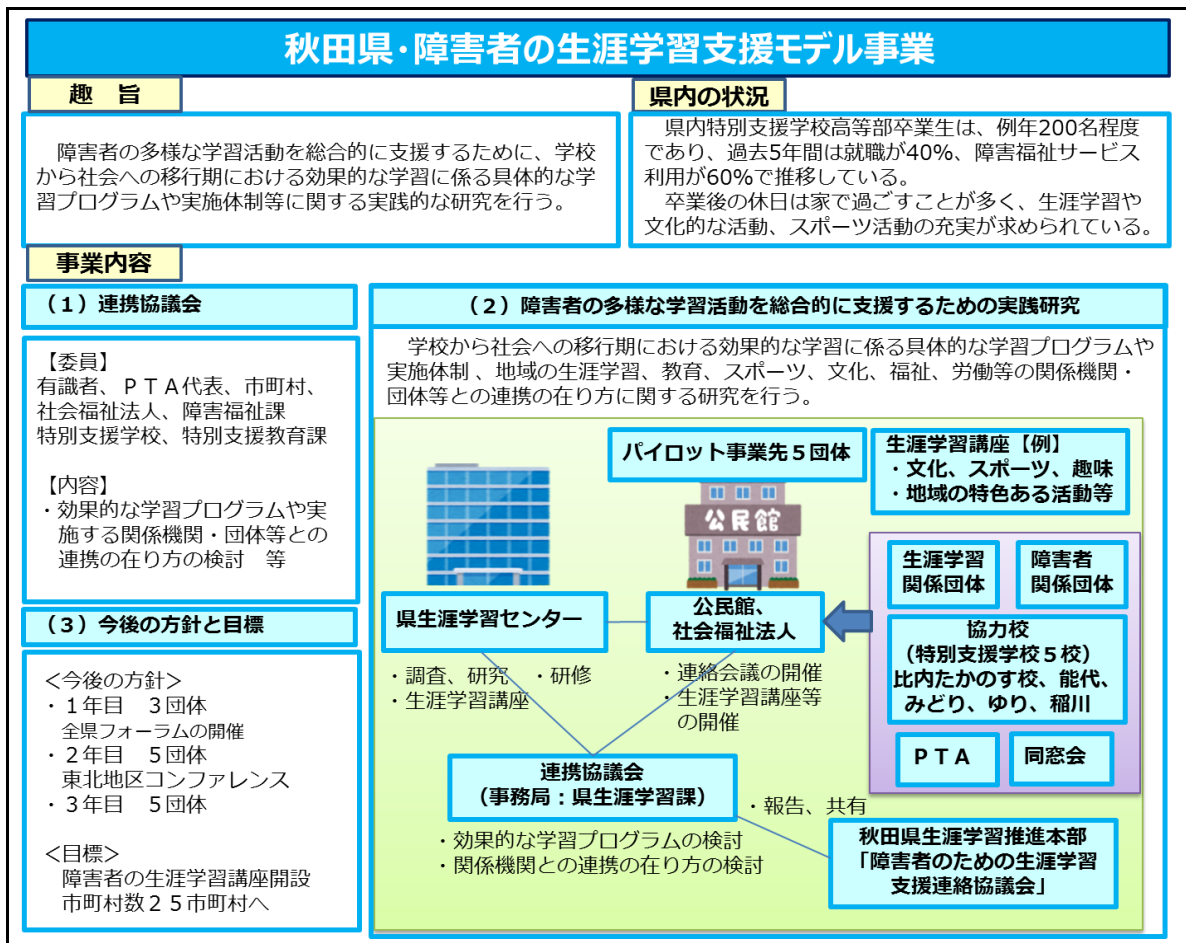 秋田県・障害者の生涯学習支援モデル事業
趣　旨
障害者の多様な学習活動を総合的に支援するために、学校
から社会への移行期における効果的な学習に係る具体的な学
習プログラムや実施体制等に関する実践的な研究を行う。
県内の状況
県内特別支援学校高等部卒業生は、例年200名程度
であり、過去5年間は就職が40%、障害福祉サービス
利用が60%で推移している。
卒業後の休日は家で過ごすことが多く、生涯学習や
文化的な活動、スポーツ活動の充実が求められている。
事業内容
（１）連携協議会
【委員】
有識者、ＰＴＡ代表、市町村、
社会福祉法人、障害福祉課
特別支援学校、特別支援教育課
【内容】
・効果的な学習プログラムや実
施する関係機関・団体等との
連携の在り方の検討　等
（３）今後の方針と目標
＜今後の方針＞
・１年目　３団体
全県フォーラムの開催
・２年目　５団体
東北地区コンファレンス
・３年目　５団体
＜目標＞
障害者の生涯学習講座開設
市町村数２５市町村へ
（２）障害者の多様な学習活動を総合的に支援するための実践研究
学校から社会への移行期における効果的な学習に係る具体的な学習プログラムや
実施体制 、地域の生涯学習、教育、スポーツ、文化、福祉、労働等の関係機関・
団体等との連携の在り方に関する研究を行う。
パイロット事業先５団体
生涯学習講座【例】
・文化、スポーツ、趣味
・地域の特色ある活動等
公民館
県生涯学習センター
・調査、研究　・研修
・生涯学習講座
公民館、
社会福祉法人
・連絡会議の開催
・生涯学習講座等
の開催
生涯学習
関係団体
障害者
関係団体
協力校
（特別支援学校５校）
比内たかのす校、能代、
みどり、ゆり、稲川
ＰＴＡ
同窓会
連携協議会
（事務局：県生涯学習課）
・効果的な学習プログラムの検討
・関係機関との連携の在り方の検討
・報告、共有
秋田県生涯学習推進本部
「障害者のための生涯学習
支援連絡協議会」